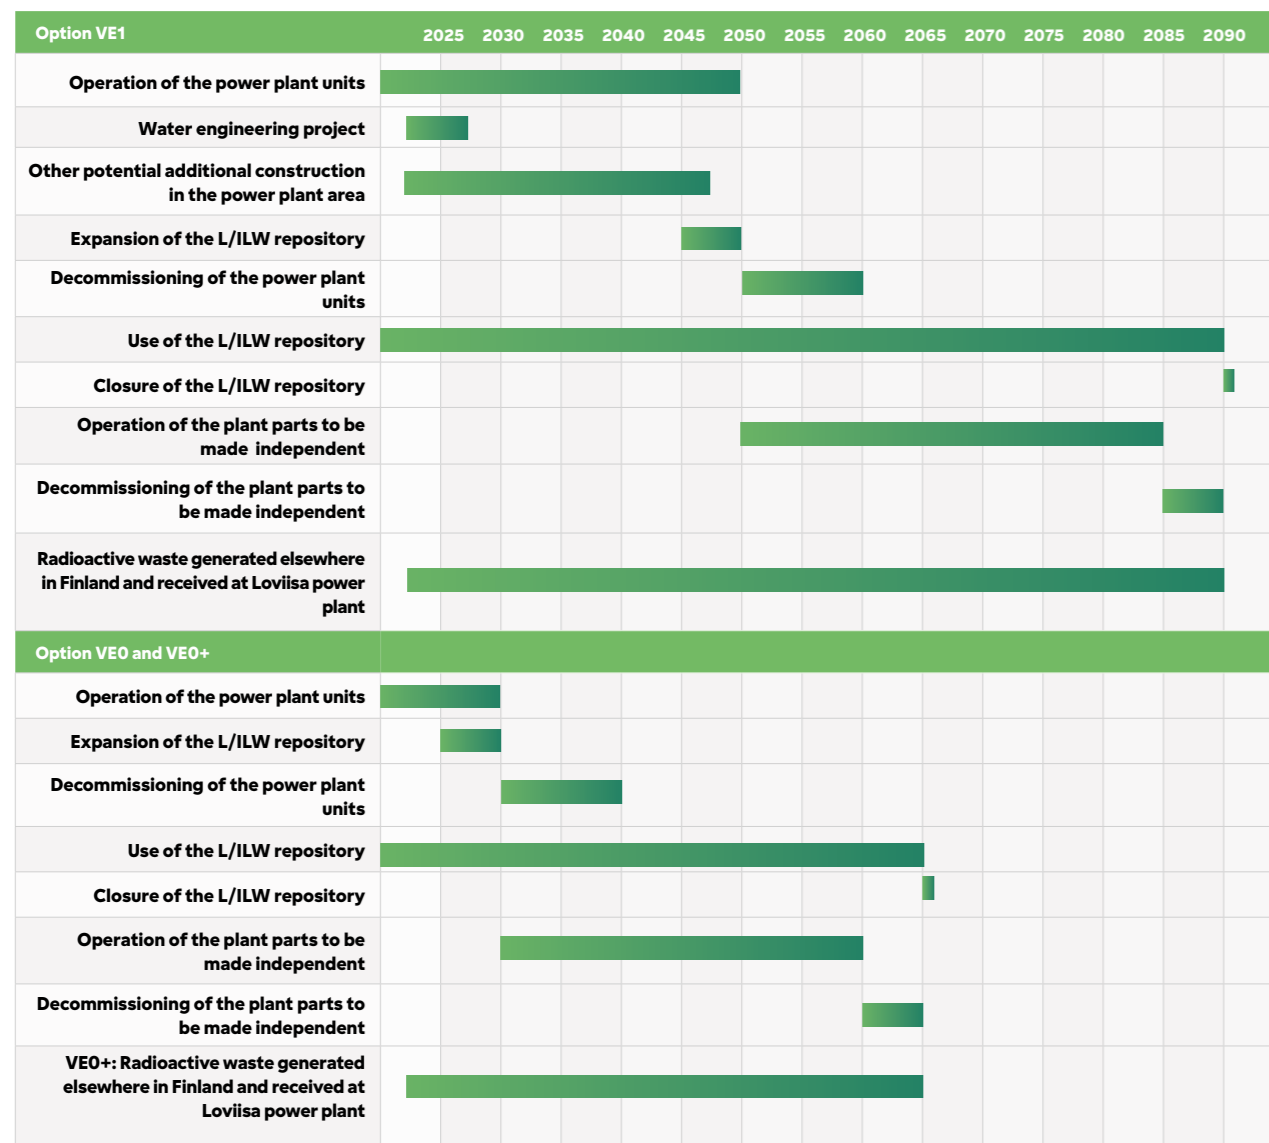 Option VE1 2025 2030 2035 2040 2045 2050 2055 2060 2065 2070 2075 2080 2085 2090
Operation of the power plant units
Water engineering project
Other potential additional construction
in the power plant area
Expansion of the L/ILW repository
Decommissioning of the power plant
units
Use of the L/ILW repository
Closure of the L/ILW repository
Operation of the plant parts to be
made independent
Decommissioning of the plant parts to
be made independent
Radioactive waste generated elsewhere
in Finland and received at Loviisa power
plant
Option VE0 and VE0+
Operation of the power plant units
Expansion of the L/ILW repository
Decommissioning of the power plant
units
Use of the L/ILW repository
Closure of the L/ILW repository
Operation of the plant parts to be
made independent
Decommissioning of the plant parts to
be made independent
VE0+: Radioactive waste generated
elsewhere in Finland and received at
Loviisa power plant